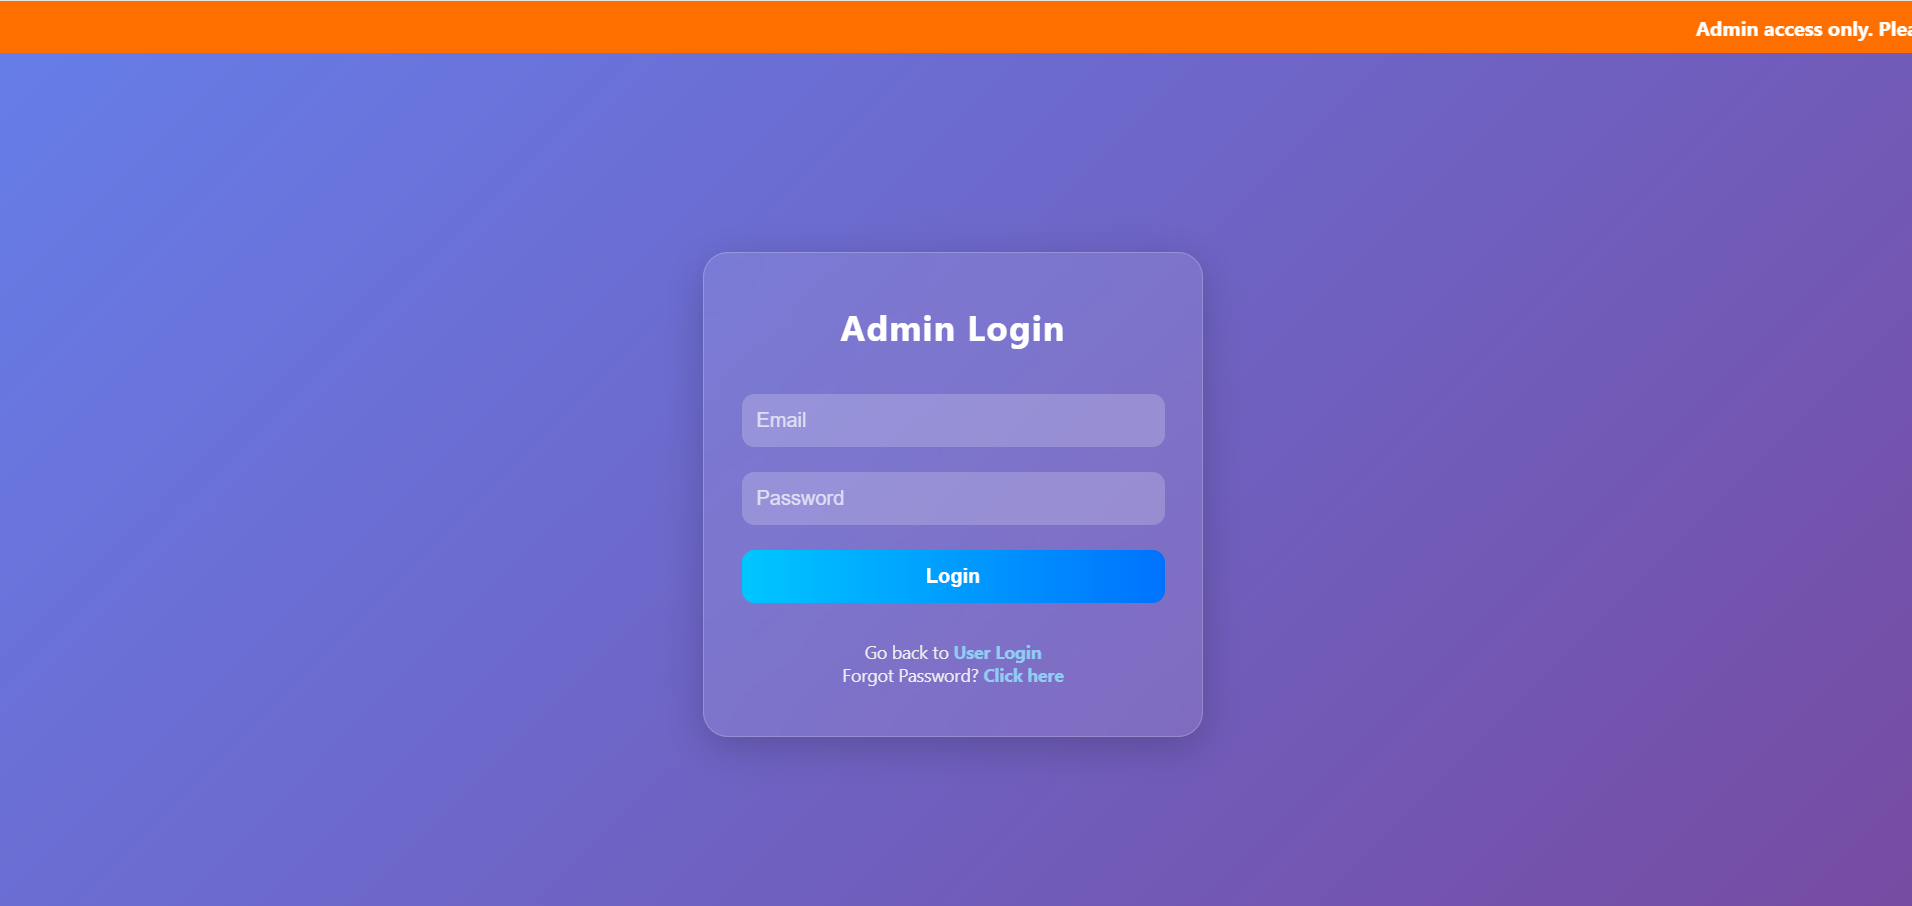 Admin access only.
Admin Login
Email
Password
Login
Go back to User Login
Forgot Password? Click here